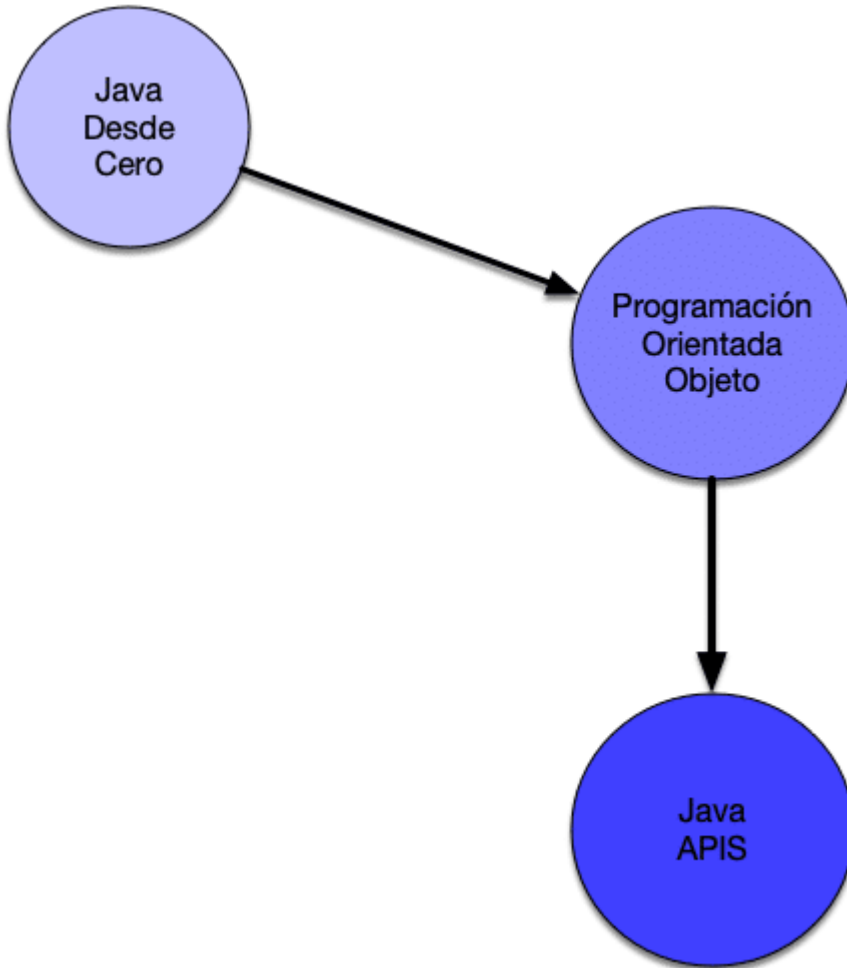 Java
Desde
Cero
Programación
Orientada
Objeto
Java
APIS